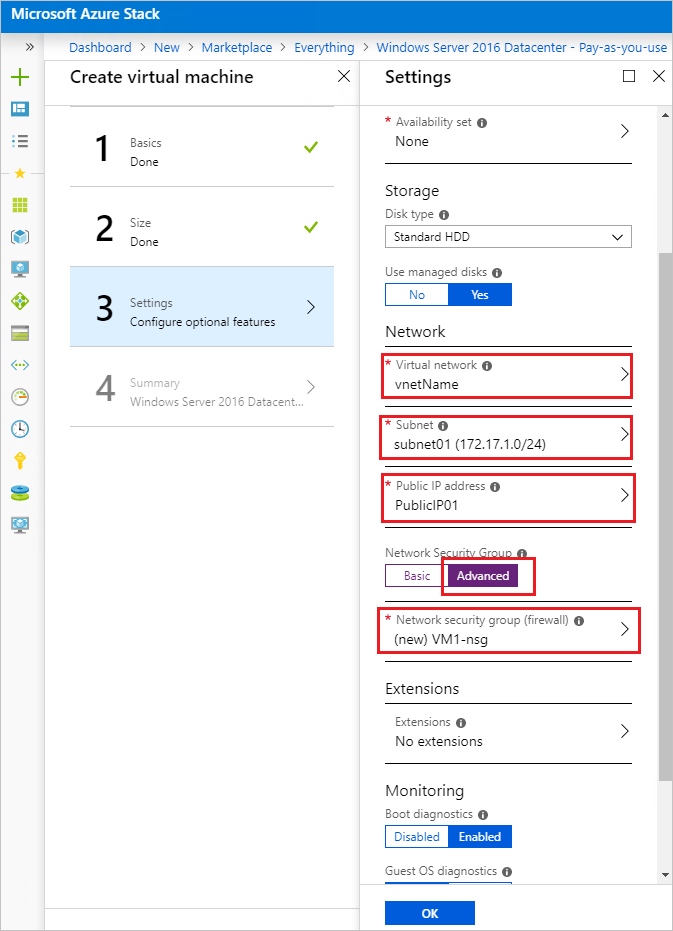 Microsoft Azure Stack
» Dashboard > New > Marketplace > Everything > Windows Server 2016 Datacenter - Pay-as-you-use
Create virtual machine
1
Basics
Done
2
Size
Done
3
Settings
Configure optional features
4
Summary
Windows Server 2016 Datacent...
Settings
* Availability set
None
Storage
Disk type
Standard HDD
Use managed disks
No Yes
Network
* Virtual network
vnetName
* Subnet
subnet01 (172.17.1.0/24)
* Public IP address
PublicIP01
Network Security Group
Basic Advanced
* Network security group (firewall)
(new) VM1-nsg
Extensions
Extensions
No extensions
Monitoring
Boot diagnostics
Disabled Enabled
Guest OS diagnostics
OK